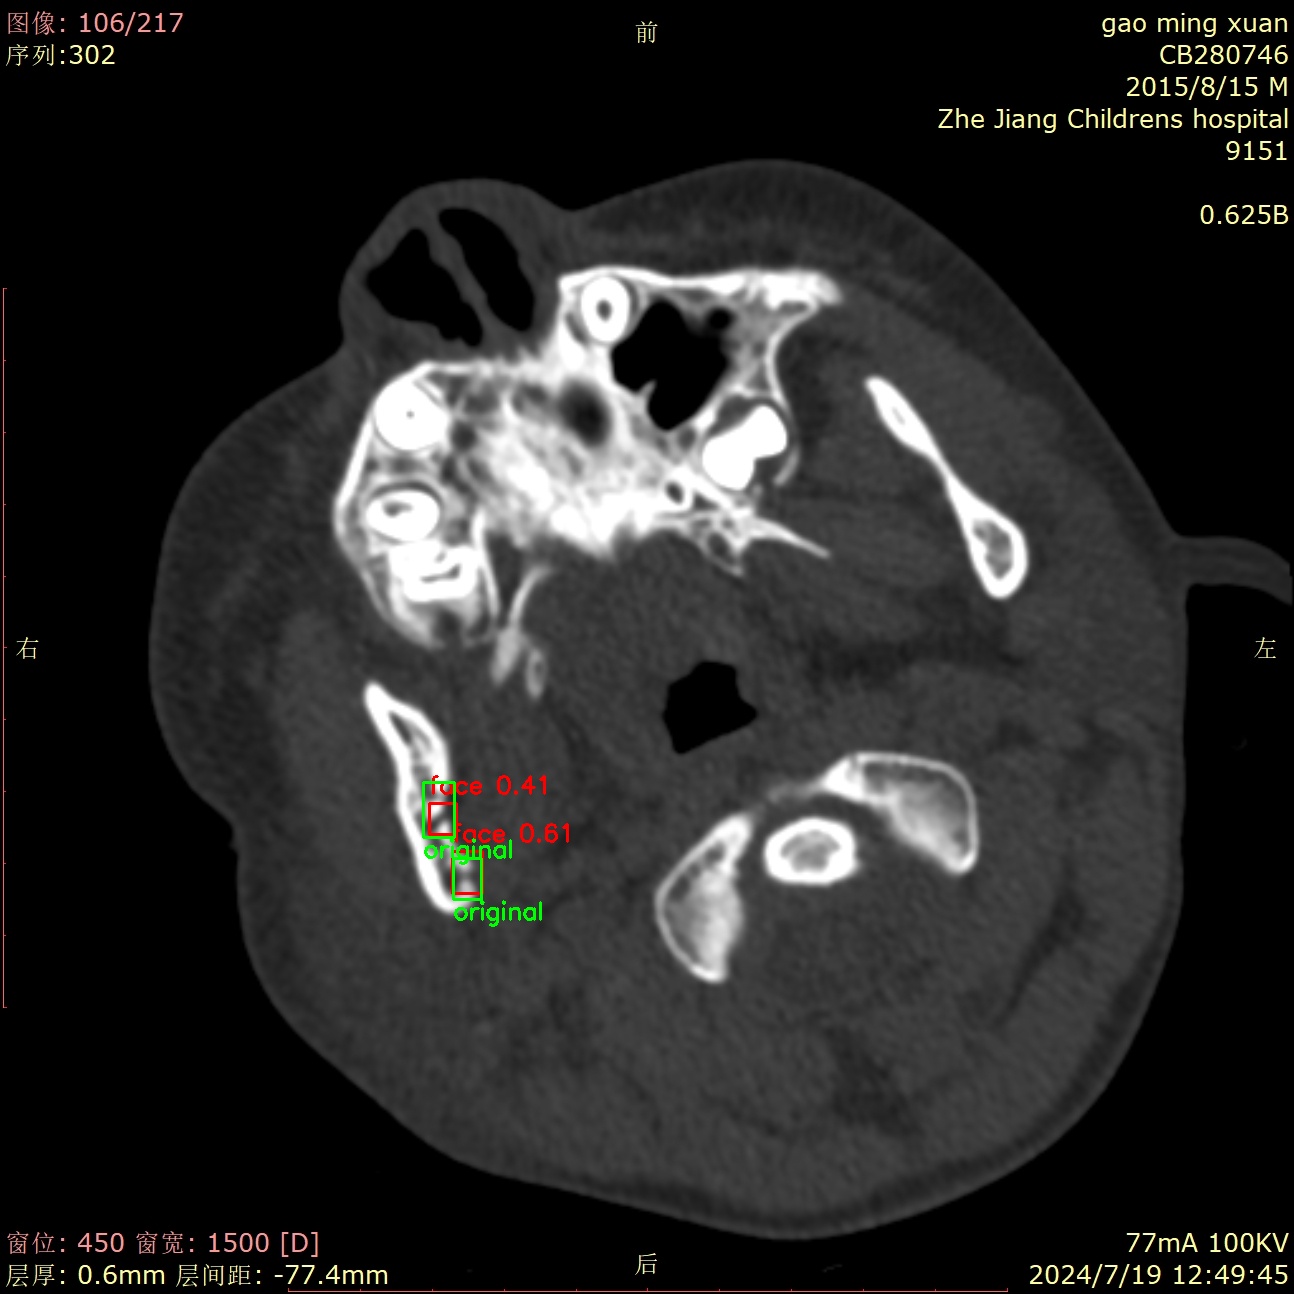 图像: 106/217
序列:302
前
gao ming xuan
CB280746
2015/8/15 M
Zhe Jiang Childrens hospital
9151
0.625B
右
左
face 0.41
face 0.61
original
original
窗位: 450 窗宽: 1500 [D]
层厚: 0.6mm 层间距: -77.4mm
后
77mA 100KV
2024/7/19 12:49:45